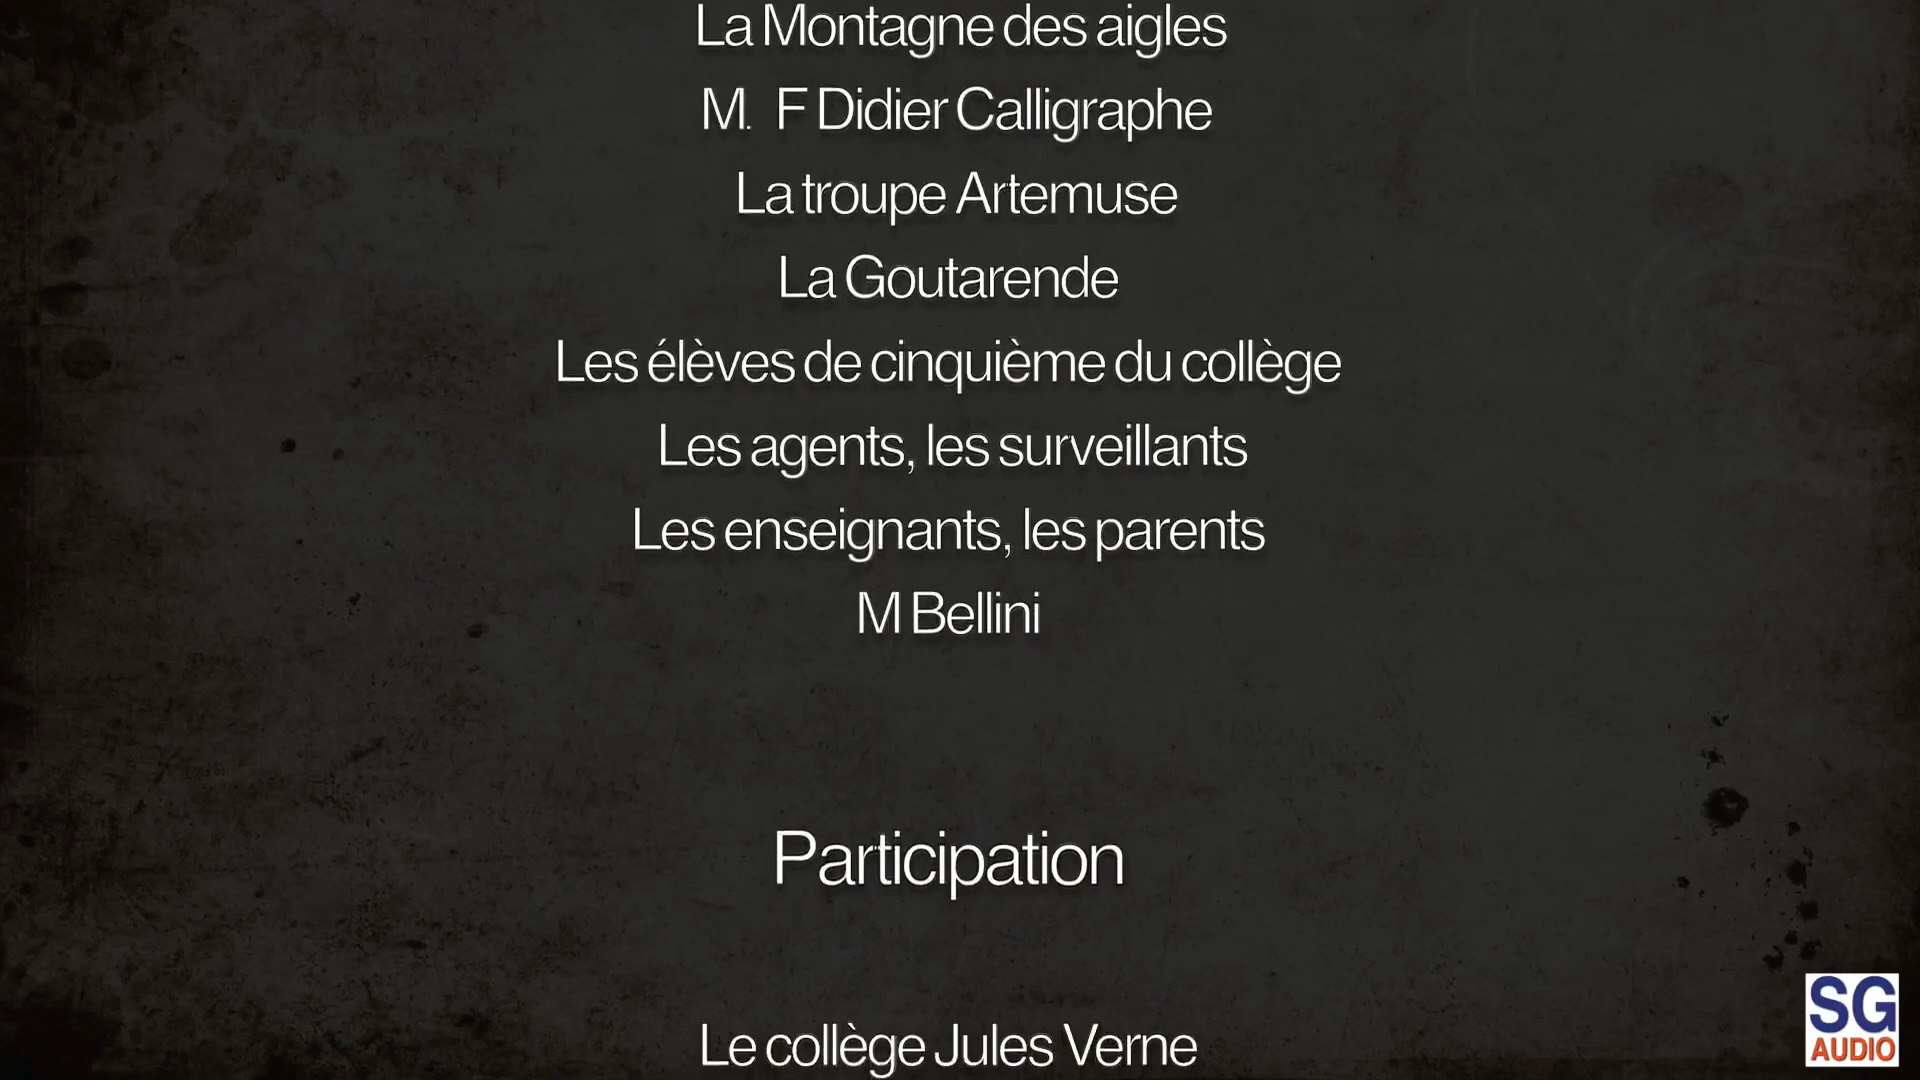 La Montagne des aigles
M. F Didier Calligraphe
La troupe Artemuse
La Goutarende
Les élèves de cinquième du collège
Les agents, les surveillants
Les enseignants, les parents
M Bellini
Participation
Le collège Jules Verne
SG
AUDIO